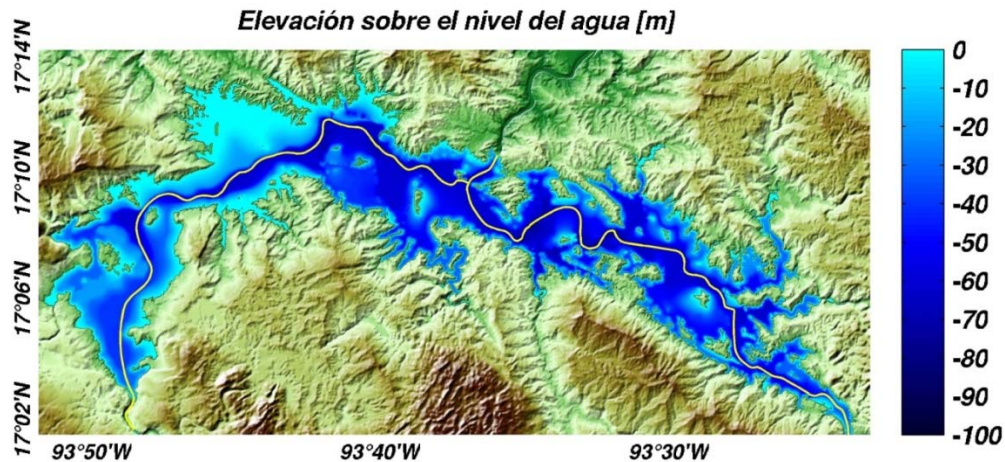 Elevación sobre el nivel del agua [m]
17°14'N
17°10'N
17°06'N
17°02'N
93°50'W
93°40'W
93°30'W
0
-10
-20
-30
-40
-50
-60
-70
-80
-90
-100